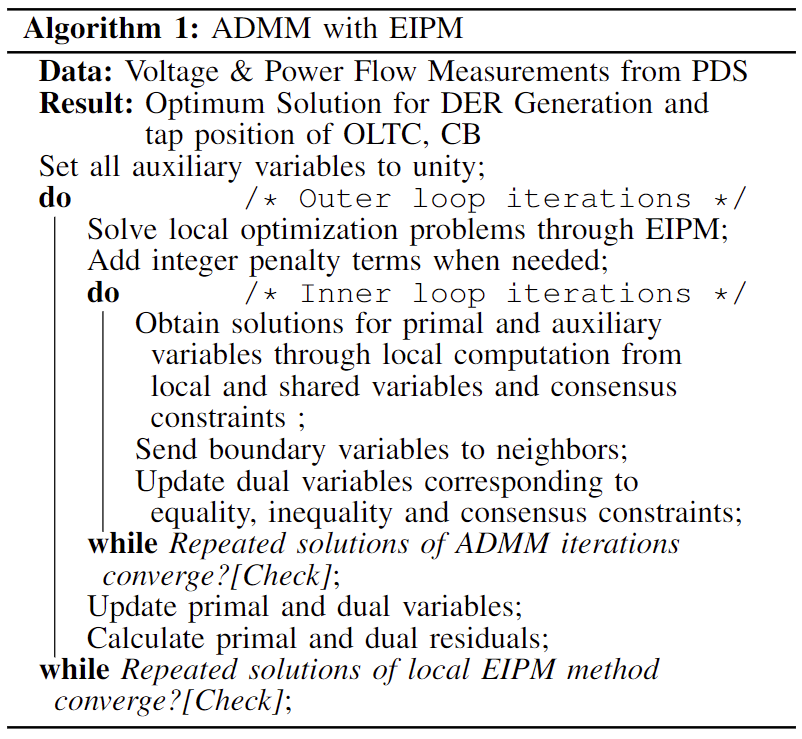 Algorithm 1: ADMM with EIPM
Data: Voltage & Power Flow Measurements from PDS
Result: Optimum Solution for DER Generation and
tap position of OLTC, CB
Set all auxiliary variables to unity;
do /* Outer loop iterations */
Solve local optimization problems through EIPM;
Add integer penalty terms when needed;
do /* Inner loop iterations */
Obtain solutions for primal and auxiliary
variables through local computation from
local and shared variables and consensus
constraints ;
Send boundary variables to neighbors;
Update dual variables corresponding to
equality, inequality and consensus constraints;
while Repeated solutions of ADMM iterations
converge?[Check];
Update primal and dual variables;
Calculate primal and dual residuals;
while Repeated solutions of local EIPM method
converge?[Check];